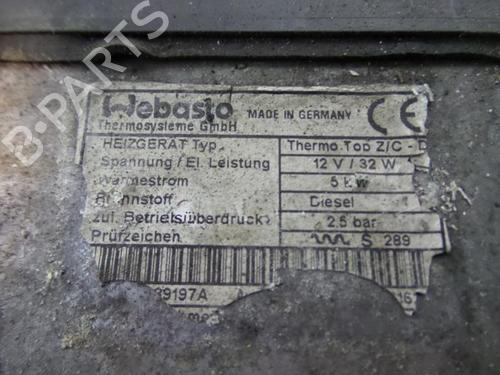 Webasto
Thermosysteme GmbH
MADE IN GERMANY
CE
HEIZGERÄT Typ Thermo Top Z/C - D
Spannung / El. Leistung 12 V / 32 W
Wärmestrom 5 kW
Brennstoff Diesel
zul. Betriebsüberdruck 2.5 bar
Prüfzeichen S 289
39197A
B-PARTS